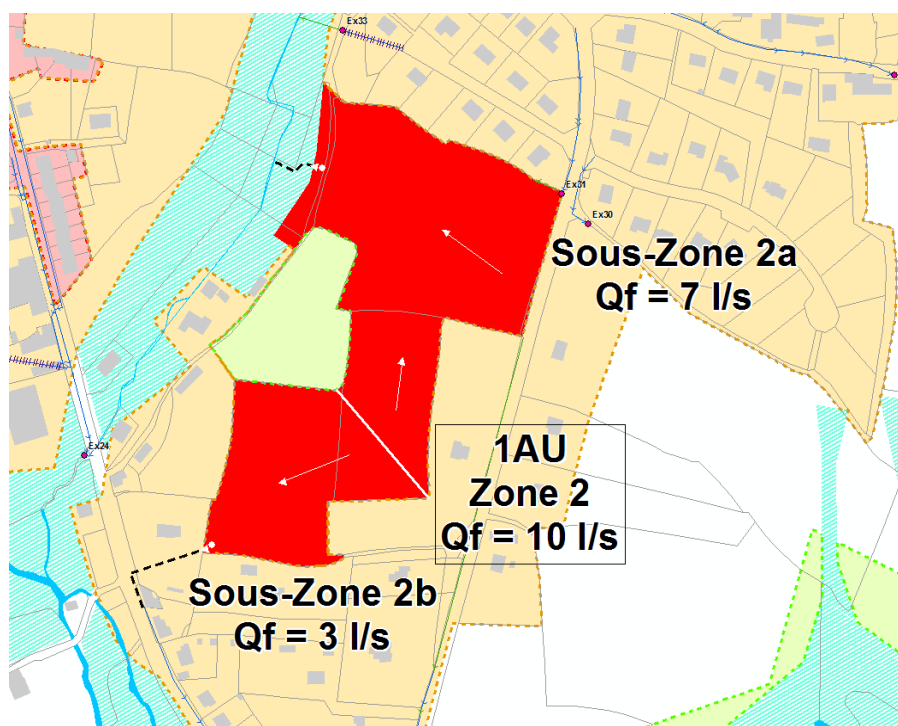 Ex33
Ex31
Ex30
Sous-Zone 2a
Qf = 7 l/s
Ex24
1AU
Zone 2
Qf = 10 l/s
Sous-Zone 2b
Qf = 3 l/s